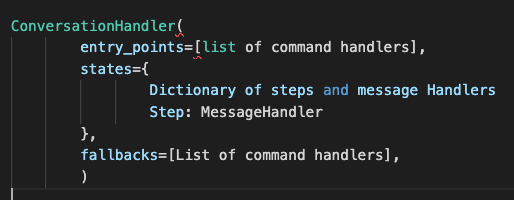 ConversationHandler(
entry_points=[list of command handlers],
states={
Dictionary of steps and message Handlers
Step: MessageHandler
},
fallbacks=[List of command handlers],
)